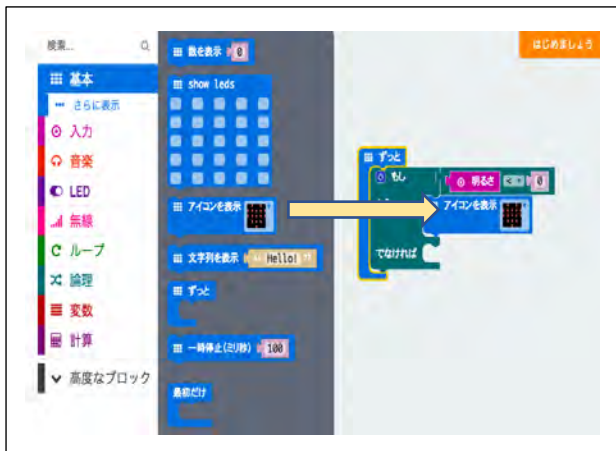 検索...
はじめましょう
基本
さらに表示
入力
音楽
LED
無線
ループ
論理
変数
計算
高度なブロック
数を表示 0
show leds
アイコンを表示
文字列を表示 “ Hello! ”
ずっと
一時停止(ミリ秒) 100
最初だけ
ずっと
もし 明るさ < 0
アイコンを表示
でなければ